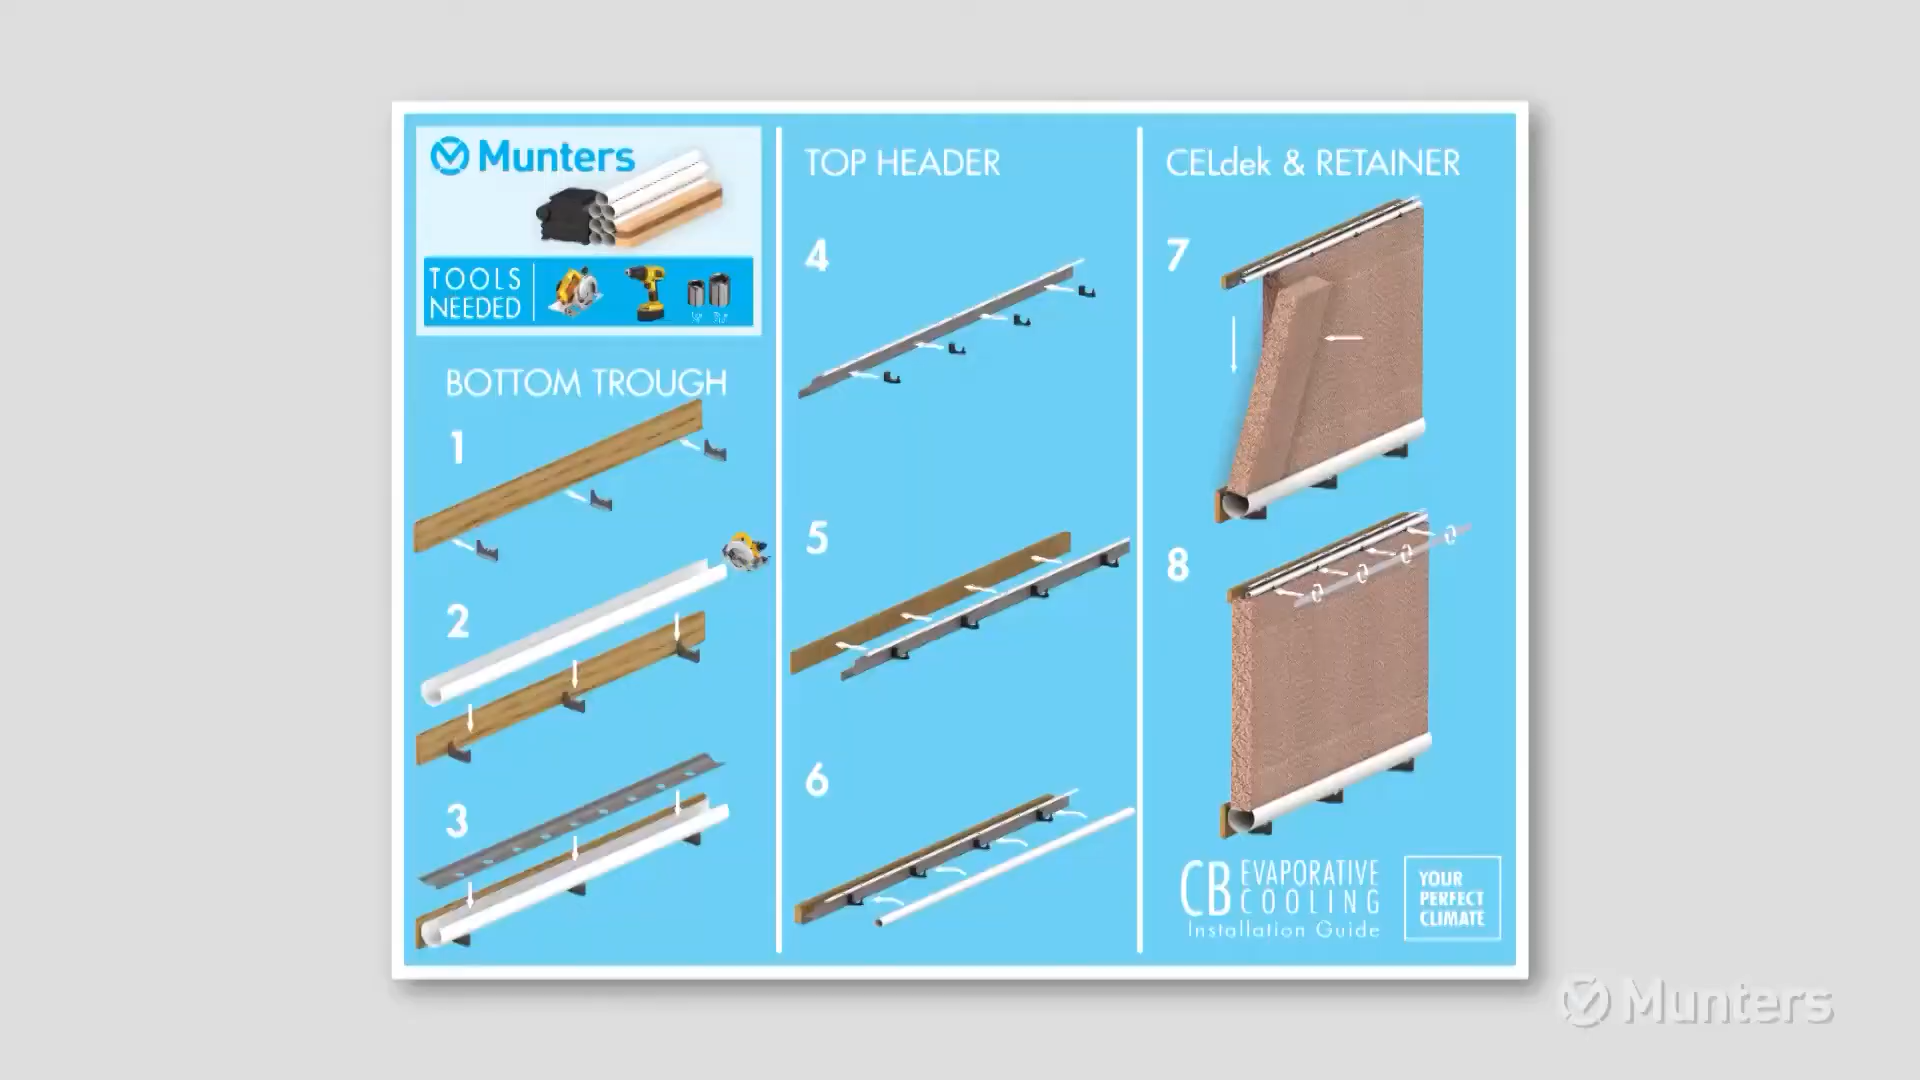 Munters
TOOLS
NEEDED
BOTTOM TROUGH
1
2
3
TOP HEADER
4
5
6
CELdek & RETAINER
7
8
CB EVAPORATIVE
COOLING
Installation Guide
YOUR
PERFECT
CLIMATE
Munters